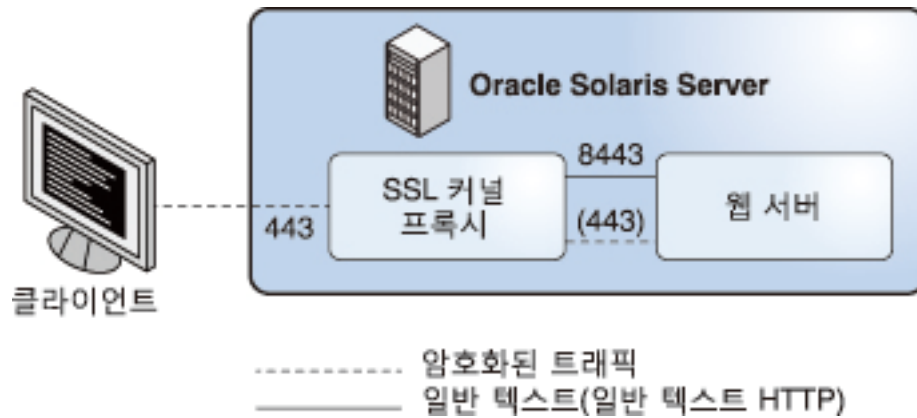 Oracle Solaris Server
8443
SSL 커널
프록시
웹 서버
443
(443)
클라이언트
암호화된 트래픽
일반 텍스트(일반 텍스트 HTTP)